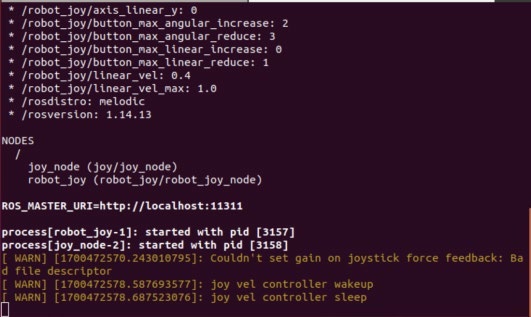 * /robot_joy/axis_linear_y: 0
* /robot_joy/button_max_angular_increase: 2
* /robot_joy/button_max_angular_reduce: 3
* /robot_joy/button_max_linear_increase: 0
* /robot_joy/button_max_linear_reduce: 1
* /robot_joy/linear_vel: 0.4
* /robot_joy/linear_vel_max: 1.0
* /rosdistro: melodic
* /rosversion: 1.14.13
NODES
/
joy_node (joy/joy_node)
robot_joy (robot_joy/robot_joy_node)
ROS_MASTER_URI=http://localhost:11311
process[robot_joy-1]: started with pid [3157]
process[joy_node-2]: started with pid [3158]
[ WARN] [1700472570.243010795]: Couldn't set gain on joystick force feedback: Ba
d file descriptor
[ WARN] [1700472578.587693577]: joy vel controller wakeup
[ WARN] [1700472578.687523076]: joy vel controller sleep